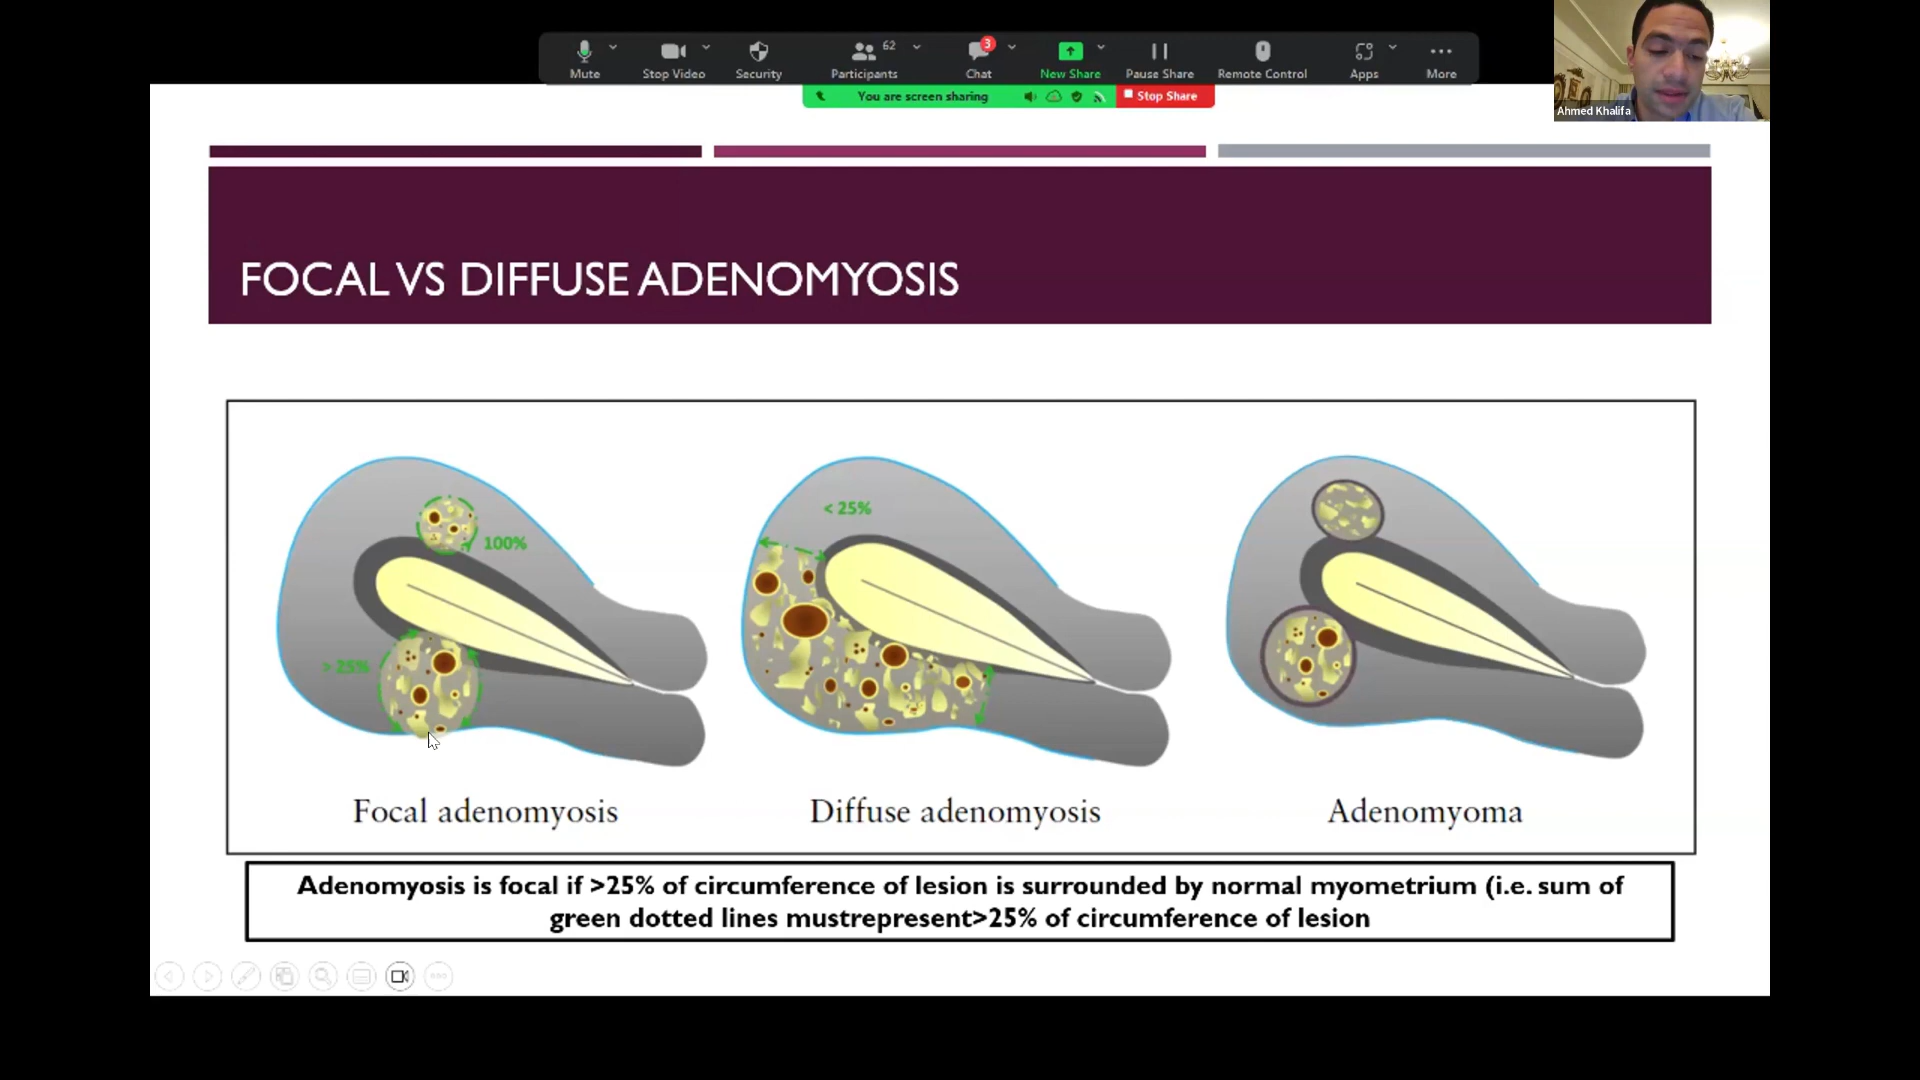 Mute
Stop Video
Security
62
Participants
3
Chat
New Share
Pause Share
Remote Control
Apps
More
You are screen sharing
Stop Share
Ahmed Khalifa
FOCAL VS DIFFUSE ADENOMYOSIS
100%
> 25%
< 25%
Focal adenomyosis
Diffuse adenomyosis
Adenomyoma
Adenomyosis is focal if >25% of circumference of lesion is surrounded by normal myometrium (i.e. sum of
green dotted lines mustrepresent>25% of circumference of lesion